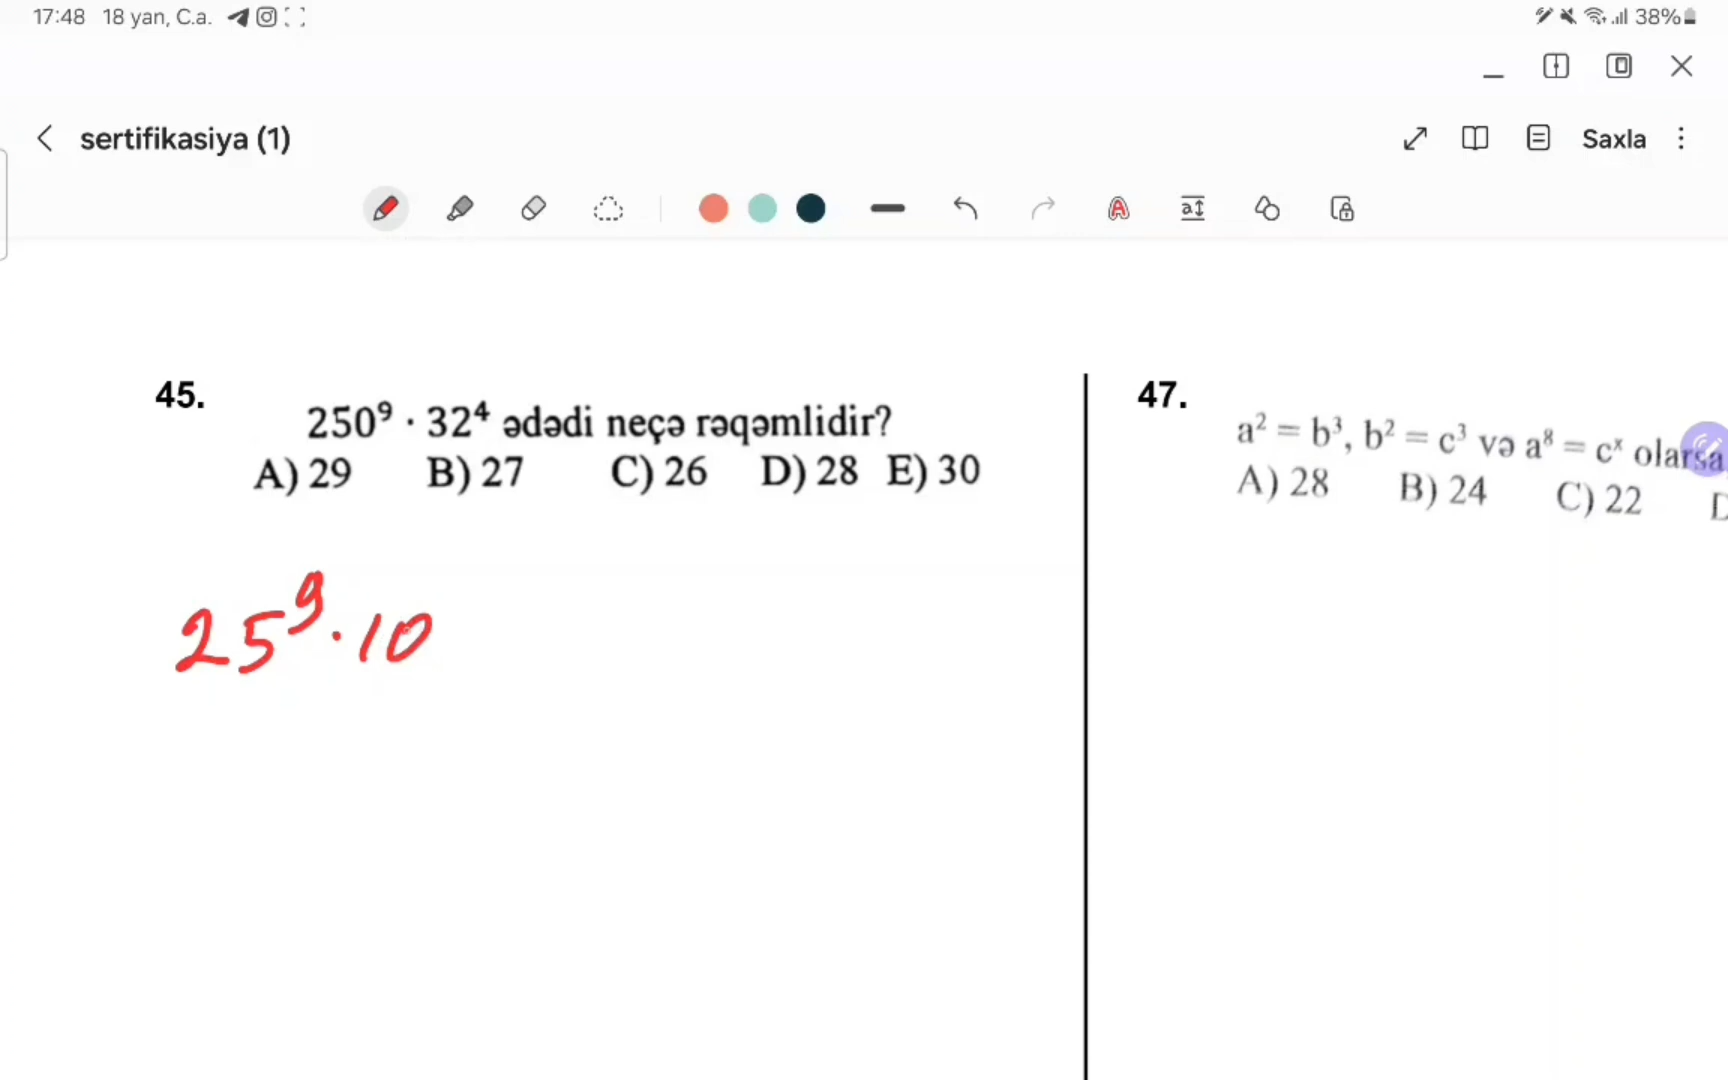 17:48 18 yan, C.a. 38%
sertifikasiya (1)
Saxla
45.
250⁹ · 32⁴ ədədi neçə rəqəmlidir?
A) 29 B) 27 C) 26 D) 28 E) 30
25⁹ · 10
47.
a² = b³, b² = c³ və a⁸ = cˣ olarsa
A) 28 B) 24 C) 22